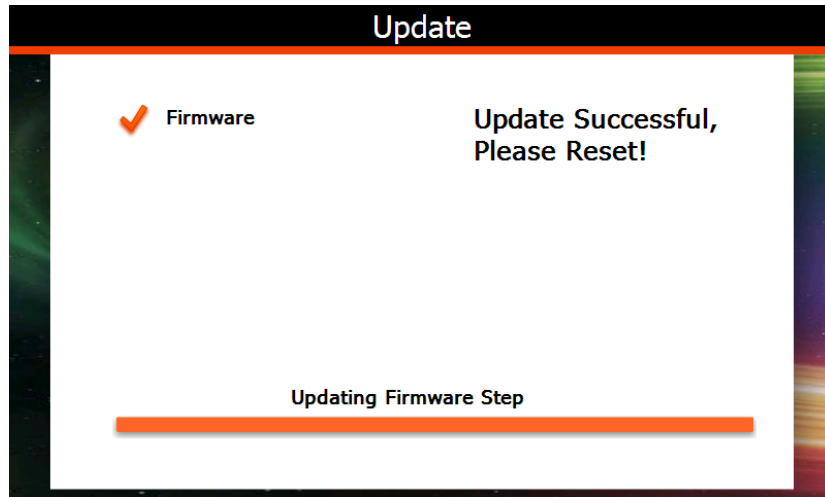 Update
Firmware
Update Successful,
Please Reset!
Updating Firmware Step